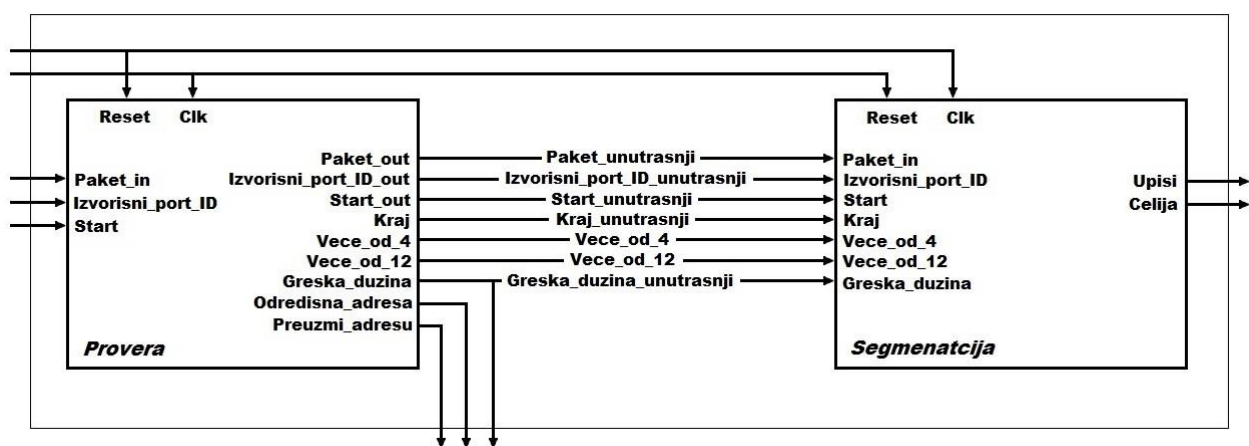 Reset Clk
Paket_in
Izvorisni_port_ID
Start
Paket_out
Izvorisni_port_ID_out
Start_out
Kraj
Vece_od_4
Vece_od_12
Greska_duzina
Odredisna_adresa
Preuzmi_adresu
Provera
Paket_unutrasnji
Izvorisni_port_ID_unutrasnji
Start_unutrasnji
Kraj_unutrasnji
Vece_od_4
Vece_od_12
Greska_duzina_unutrasnji
Reset Clk
Paket_in
Izvorisni_port_ID
Start
Kraj
Vece_od_4
Vece_od_12
Greska_duzina
Upisi
Celija
Segmenatcija